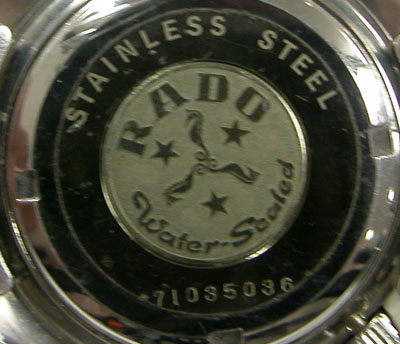 STAINLESS STEEL
RADO
Water-Sealed
71035036